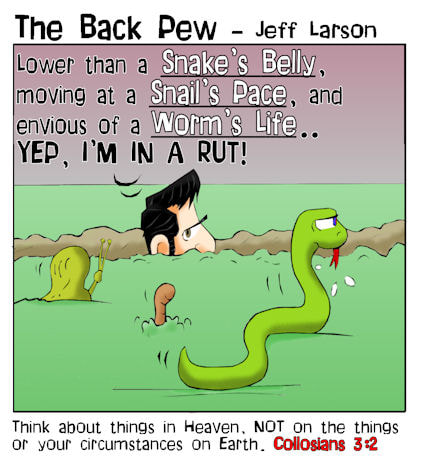 The Back Pew - Jeff Larson
Lower than a Snake's Belly,
moving at a Snail's Pace, and
envious of a Worm's Life..
YEP, I'M IN A RUT!
Think about things in Heaven, NOT on the things
or your circumstances on Earth. Collosians 3:2